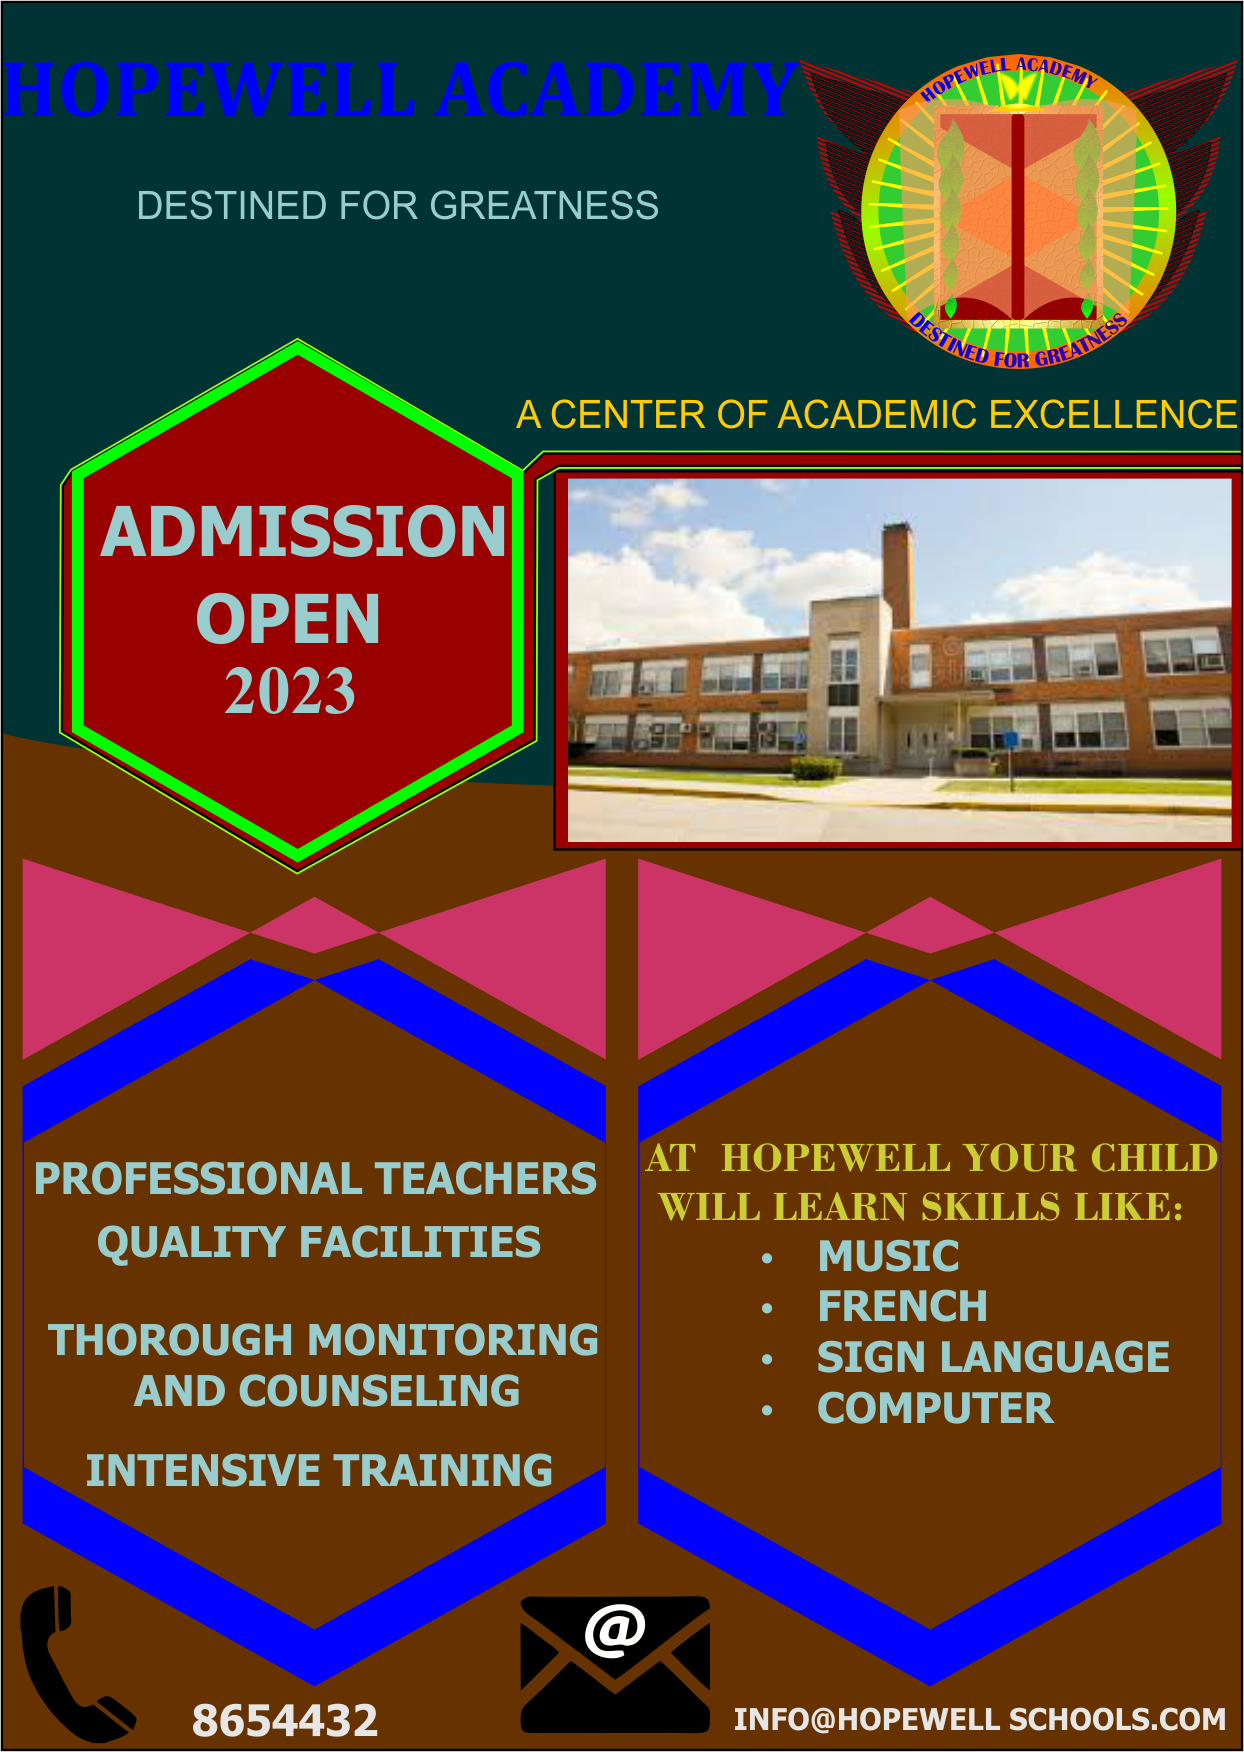 HOPEWELL ACADEMY
HOPEWELL ACADEMY
DESTINED FOR GREATNESS
DESTINED FOR GREATNESS
A CENTER OF ACADEMIC EXCELLENCE
ADMISSION
OPEN
2023
PROFESSIONAL TEACHERS
QUALITY FACILITIES
THOROUGH MONITORING
AND COUNSELING
INTENSIVE TRAINING
AT HOPEWELL YOUR CHILD
WILL LEARN SKILLS LIKE:
• MUSIC
• FRENCH
• SIGN LANGUAGE
• COMPUTER
@
8654432
INFO@HOPEWELL SCHOOLS.COM